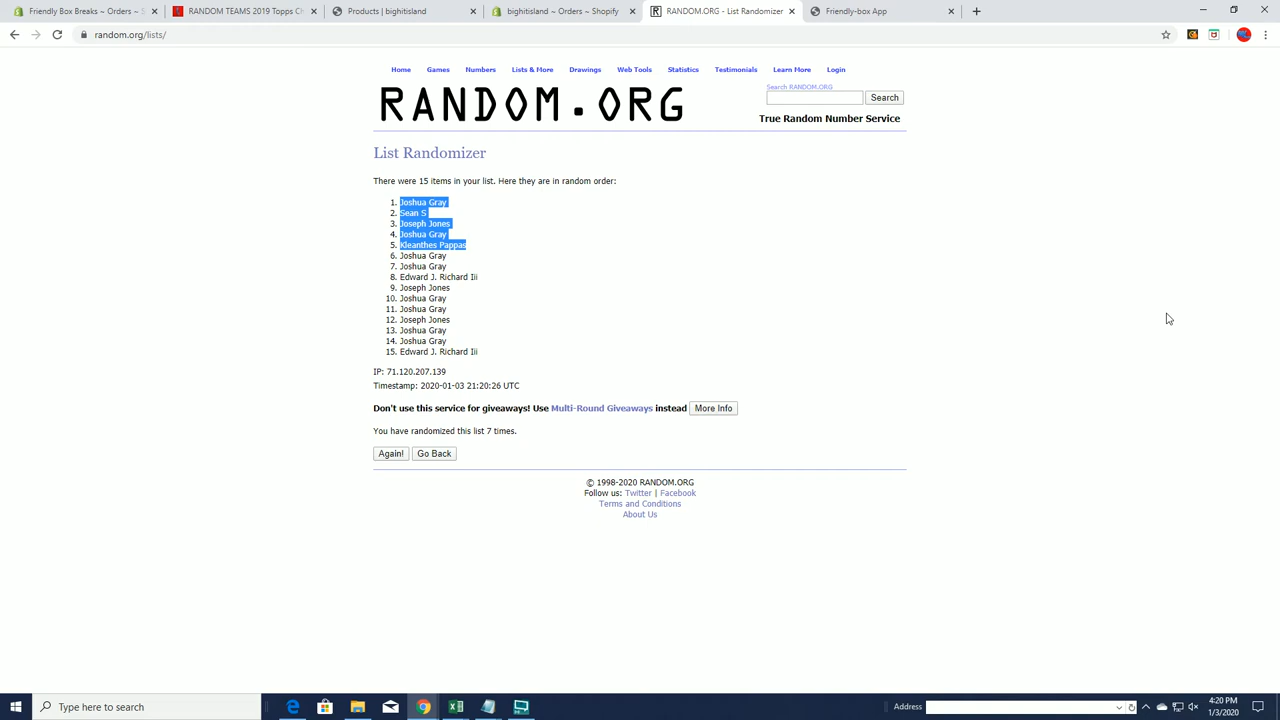 Friendly Box Breaks ~ Orders ~ S
RANDOM TEAMS 2019 Topps C
Products | bighitisland
bighitisland ~ Orders ~ Shopify
RANDOM.ORG - List Randomizer
Friendly-box App
random.org/lists/
Home Games Numbers Lists & More Drawings Web Tools Statistics Testimonials Learn More Login
RANDOM.ORG
Search RANDOM.ORG
Search
True Random Number Service
List Randomizer
There were 15 items in your list. Here they are in random order:
1. Joshua Gray
2. Sean S
3. Joseph Jones
4. Joshua Gray
5. Kleanthes Pappas
6. Joshua Gray
7. Joshua Gray
8. Edward J. Richard Iii
9. Joseph Jones
10. Joshua Gray
11. Joshua Gray
12. Joseph Jones
13. Joshua Gray
14. Joshua Gray
15. Edward J. Richard Iii
IP: 71.120.207.139
Timestamp: 2020-01-03 21:20:26 UTC
Don't use this service for giveaways! Use Multi-Round Giveaways instead More Info
You have randomized this list 7 times.
Again! Go Back
© 1998-2020 RANDOM.ORG
Follow us: Twitter | Facebook
Terms and Conditions
About Us
Type here to search
Address
4:20 PM
1/3/2020